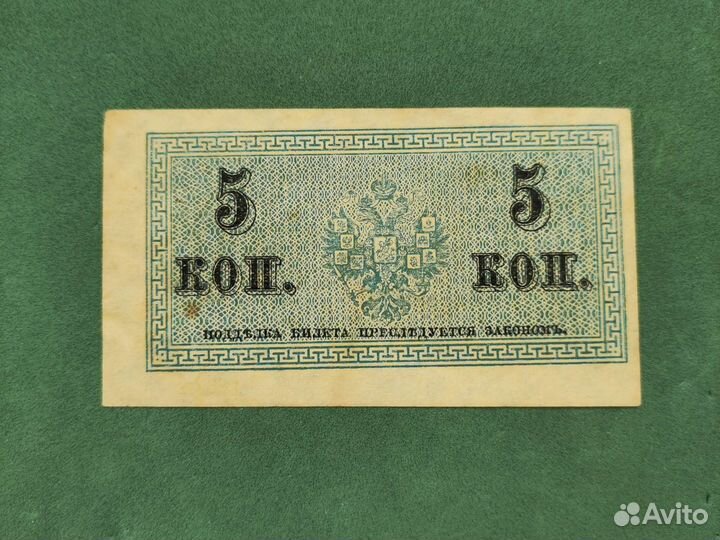 5 5
КОП. КОП.
ПОДДѢЛКА БИЛЕТА ПРЕСЛѢДУЕТСЯ ЗАКОНОМЪ.
Avito